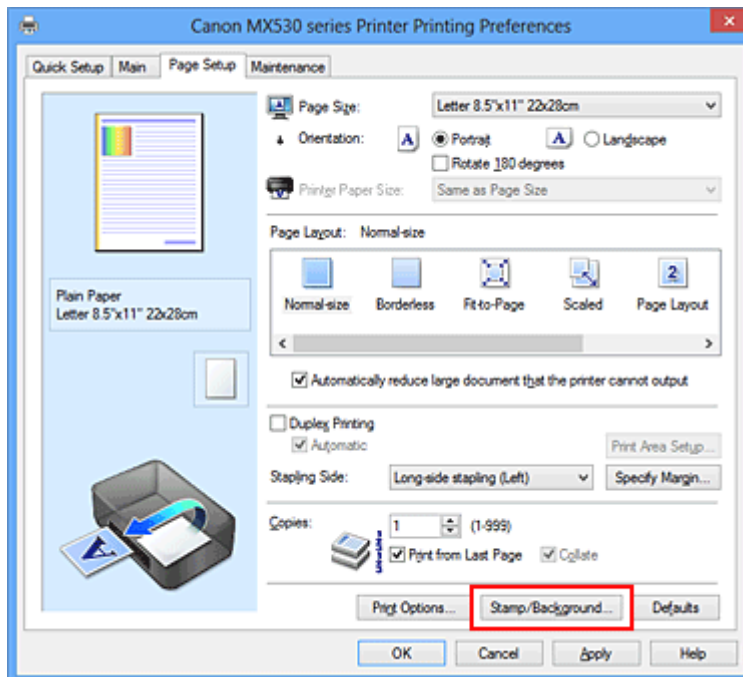 Canon MX530 series Printer Printing Preferences
Quick Setup Main Page Setup Maintenance
Page Size: Letter 8.5"x11" 22x28cm
Orientation: A Portrait A Landscape
Rotate 180 degrees
Printer Paper Size: Same as Page Size
Page Layout: Normal-size
2
Normal-size Borderless Fit-to-Page Scaled Page Layout
Plain Paper
Letter 8.5"x11" 22x28cm
Automatically reduce large document that the printer cannot output
Duplex Printing
Automatic Print Area Setup...
Stapling Side: Long-side stapling (Left) Specify Margin...
Copies: 1 (1-999)
Print from Last Page Collate
A
Print Options... Stamp/Background... Defaults
OK Cancel Apply Help